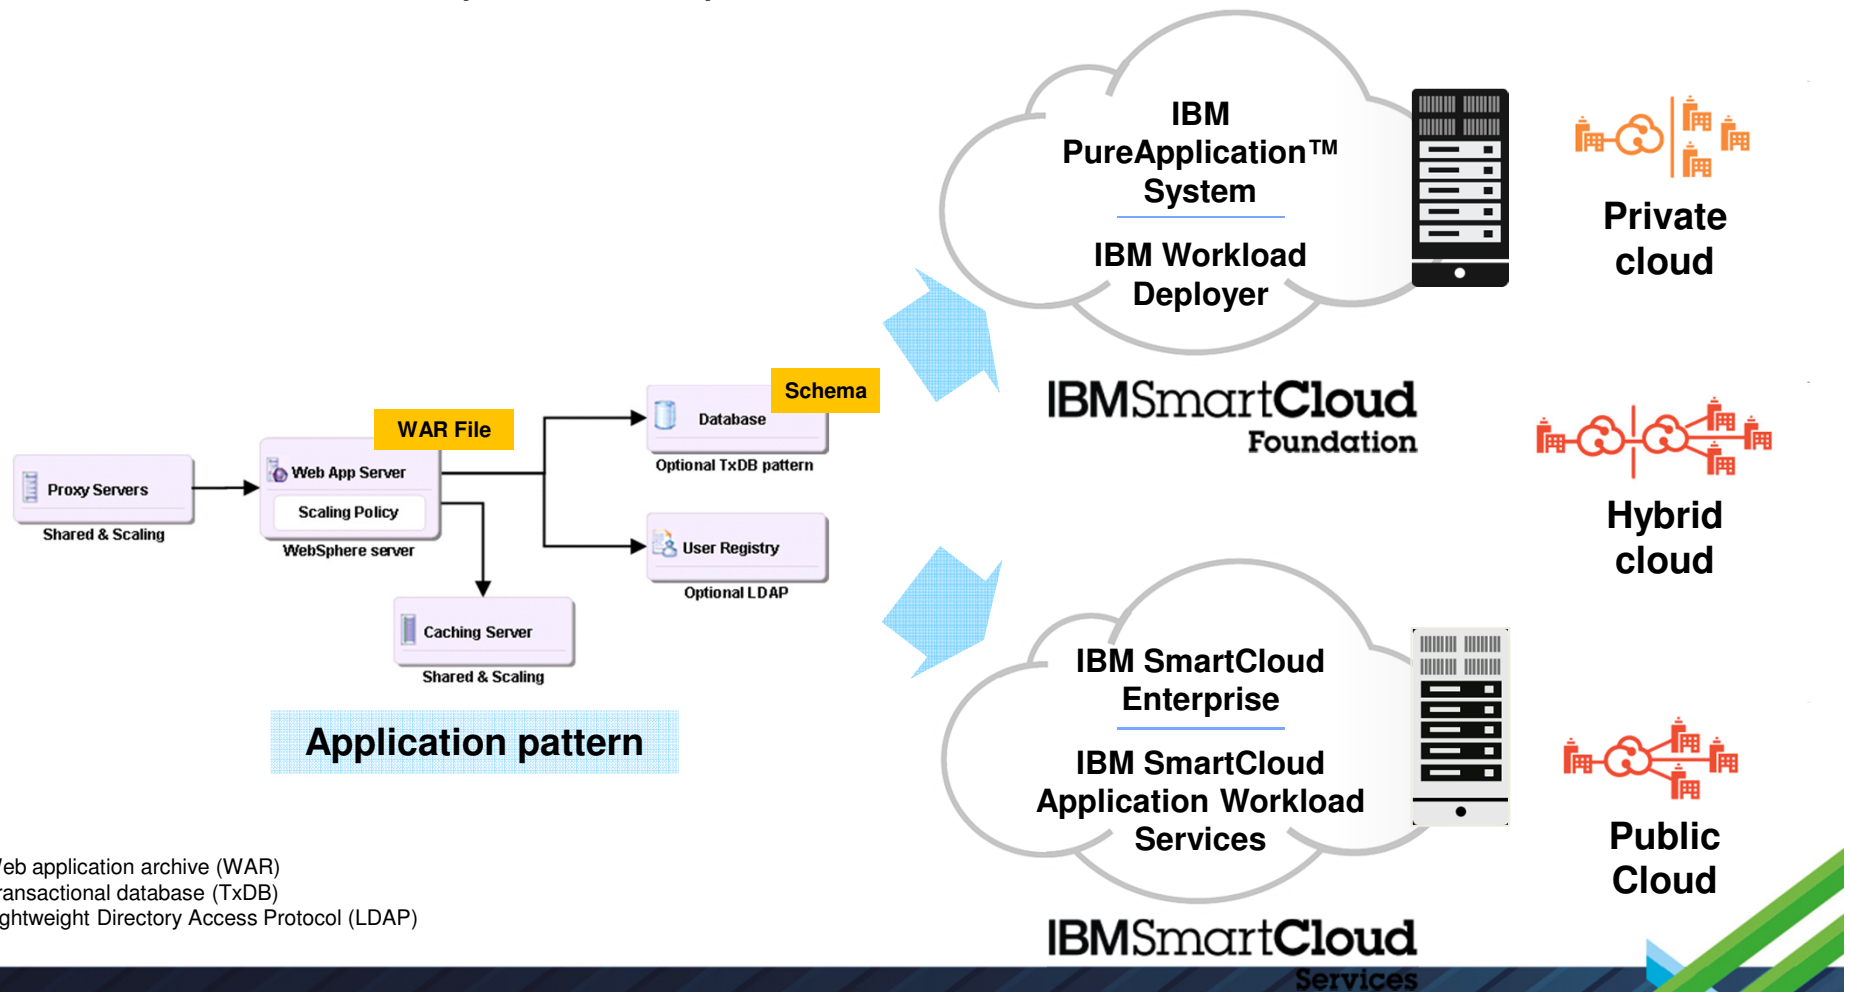 IBM
PureApplication™
System
IBM Workload
Deployer
Private
cloud
IBMSmartCloud
Foundation
Schema
Database
Optional TxDB pattern
WAR File
Web App Server
Scaling Policy
WebSphere server
Proxy Servers
Shared & Scaling
User Registry
Optional LDAP
Caching Server
Shared & Scaling
Application pattern
Hybrid
cloud
IBM SmartCloud
Enterprise
IBM SmartCloud
Application Workload
Services
Public
Cloud
IBMSmartCloud
Services
eb application archive (WAR)
ransactional database (TxDB)
ghtweight Directory Access Protocol (LDAP)